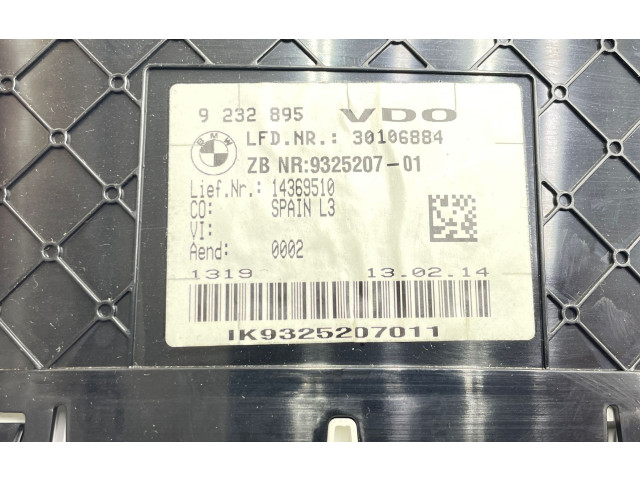 9 232 895 VDO
BMW
LFD.NR.: 30106884
ZB NR:9325207-01
Lief.Nr.: 14369510
CO: SPAIN L3
VI:
Aend: 0002
1319 13.02.14
IK9325207011